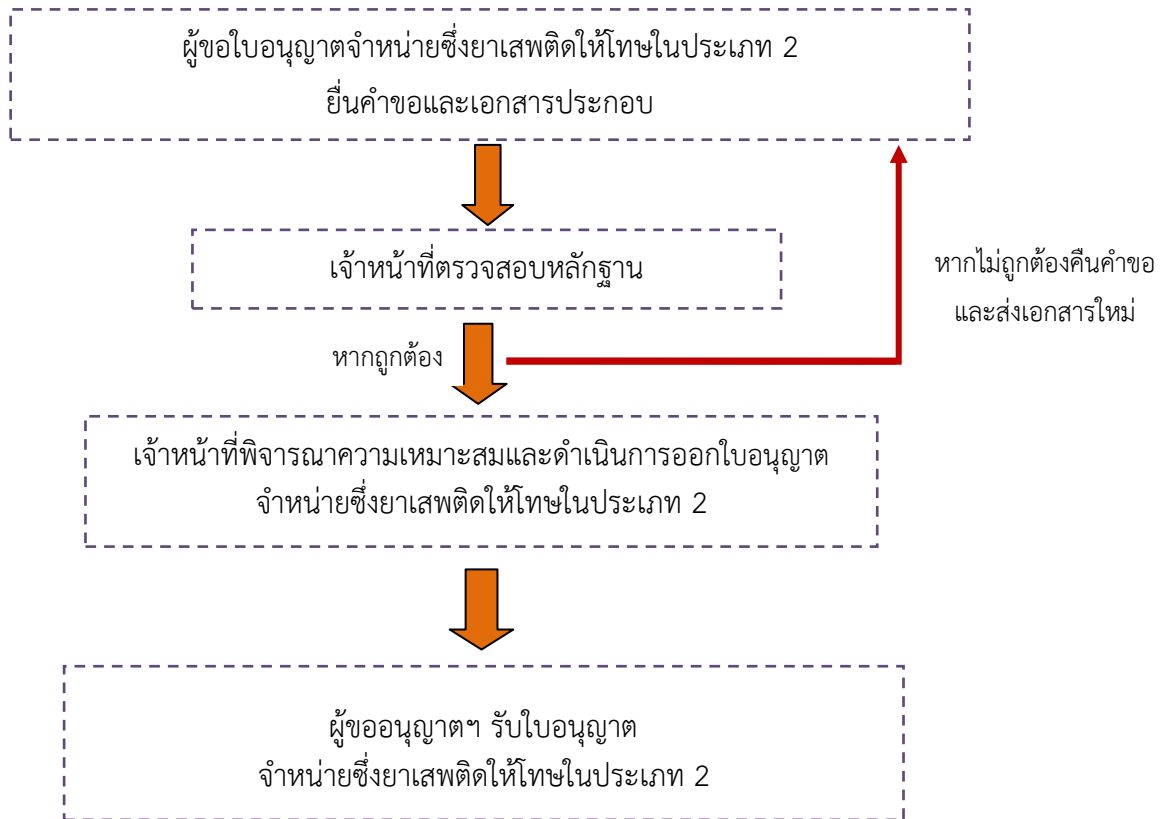 ผู้ขอใบอนุญาตจำหน่ายซึ่งยาเสพติดให้โทษในประเภท 2
ยื่นคำขอและเอกสารประกอบ
เจ้าหน้าที่ตรวจสอบหลักฐาน
หากไม่ถูกต้องคืนคำขอ
และส่งเอกสารใหม่
หากถูกต้อง
เจ้าหน้าที่พิจารณาความเหมาะสมและดำเนินการออกใบอนุญาต
จำหน่ายซึ่งยาเสพติดให้โทษในประเภท 2
ผู้ขออนุญาตฯ รับใบอนุญาต
จำหน่ายซึ่งยาเสพติดให้โทษในประเภท 2